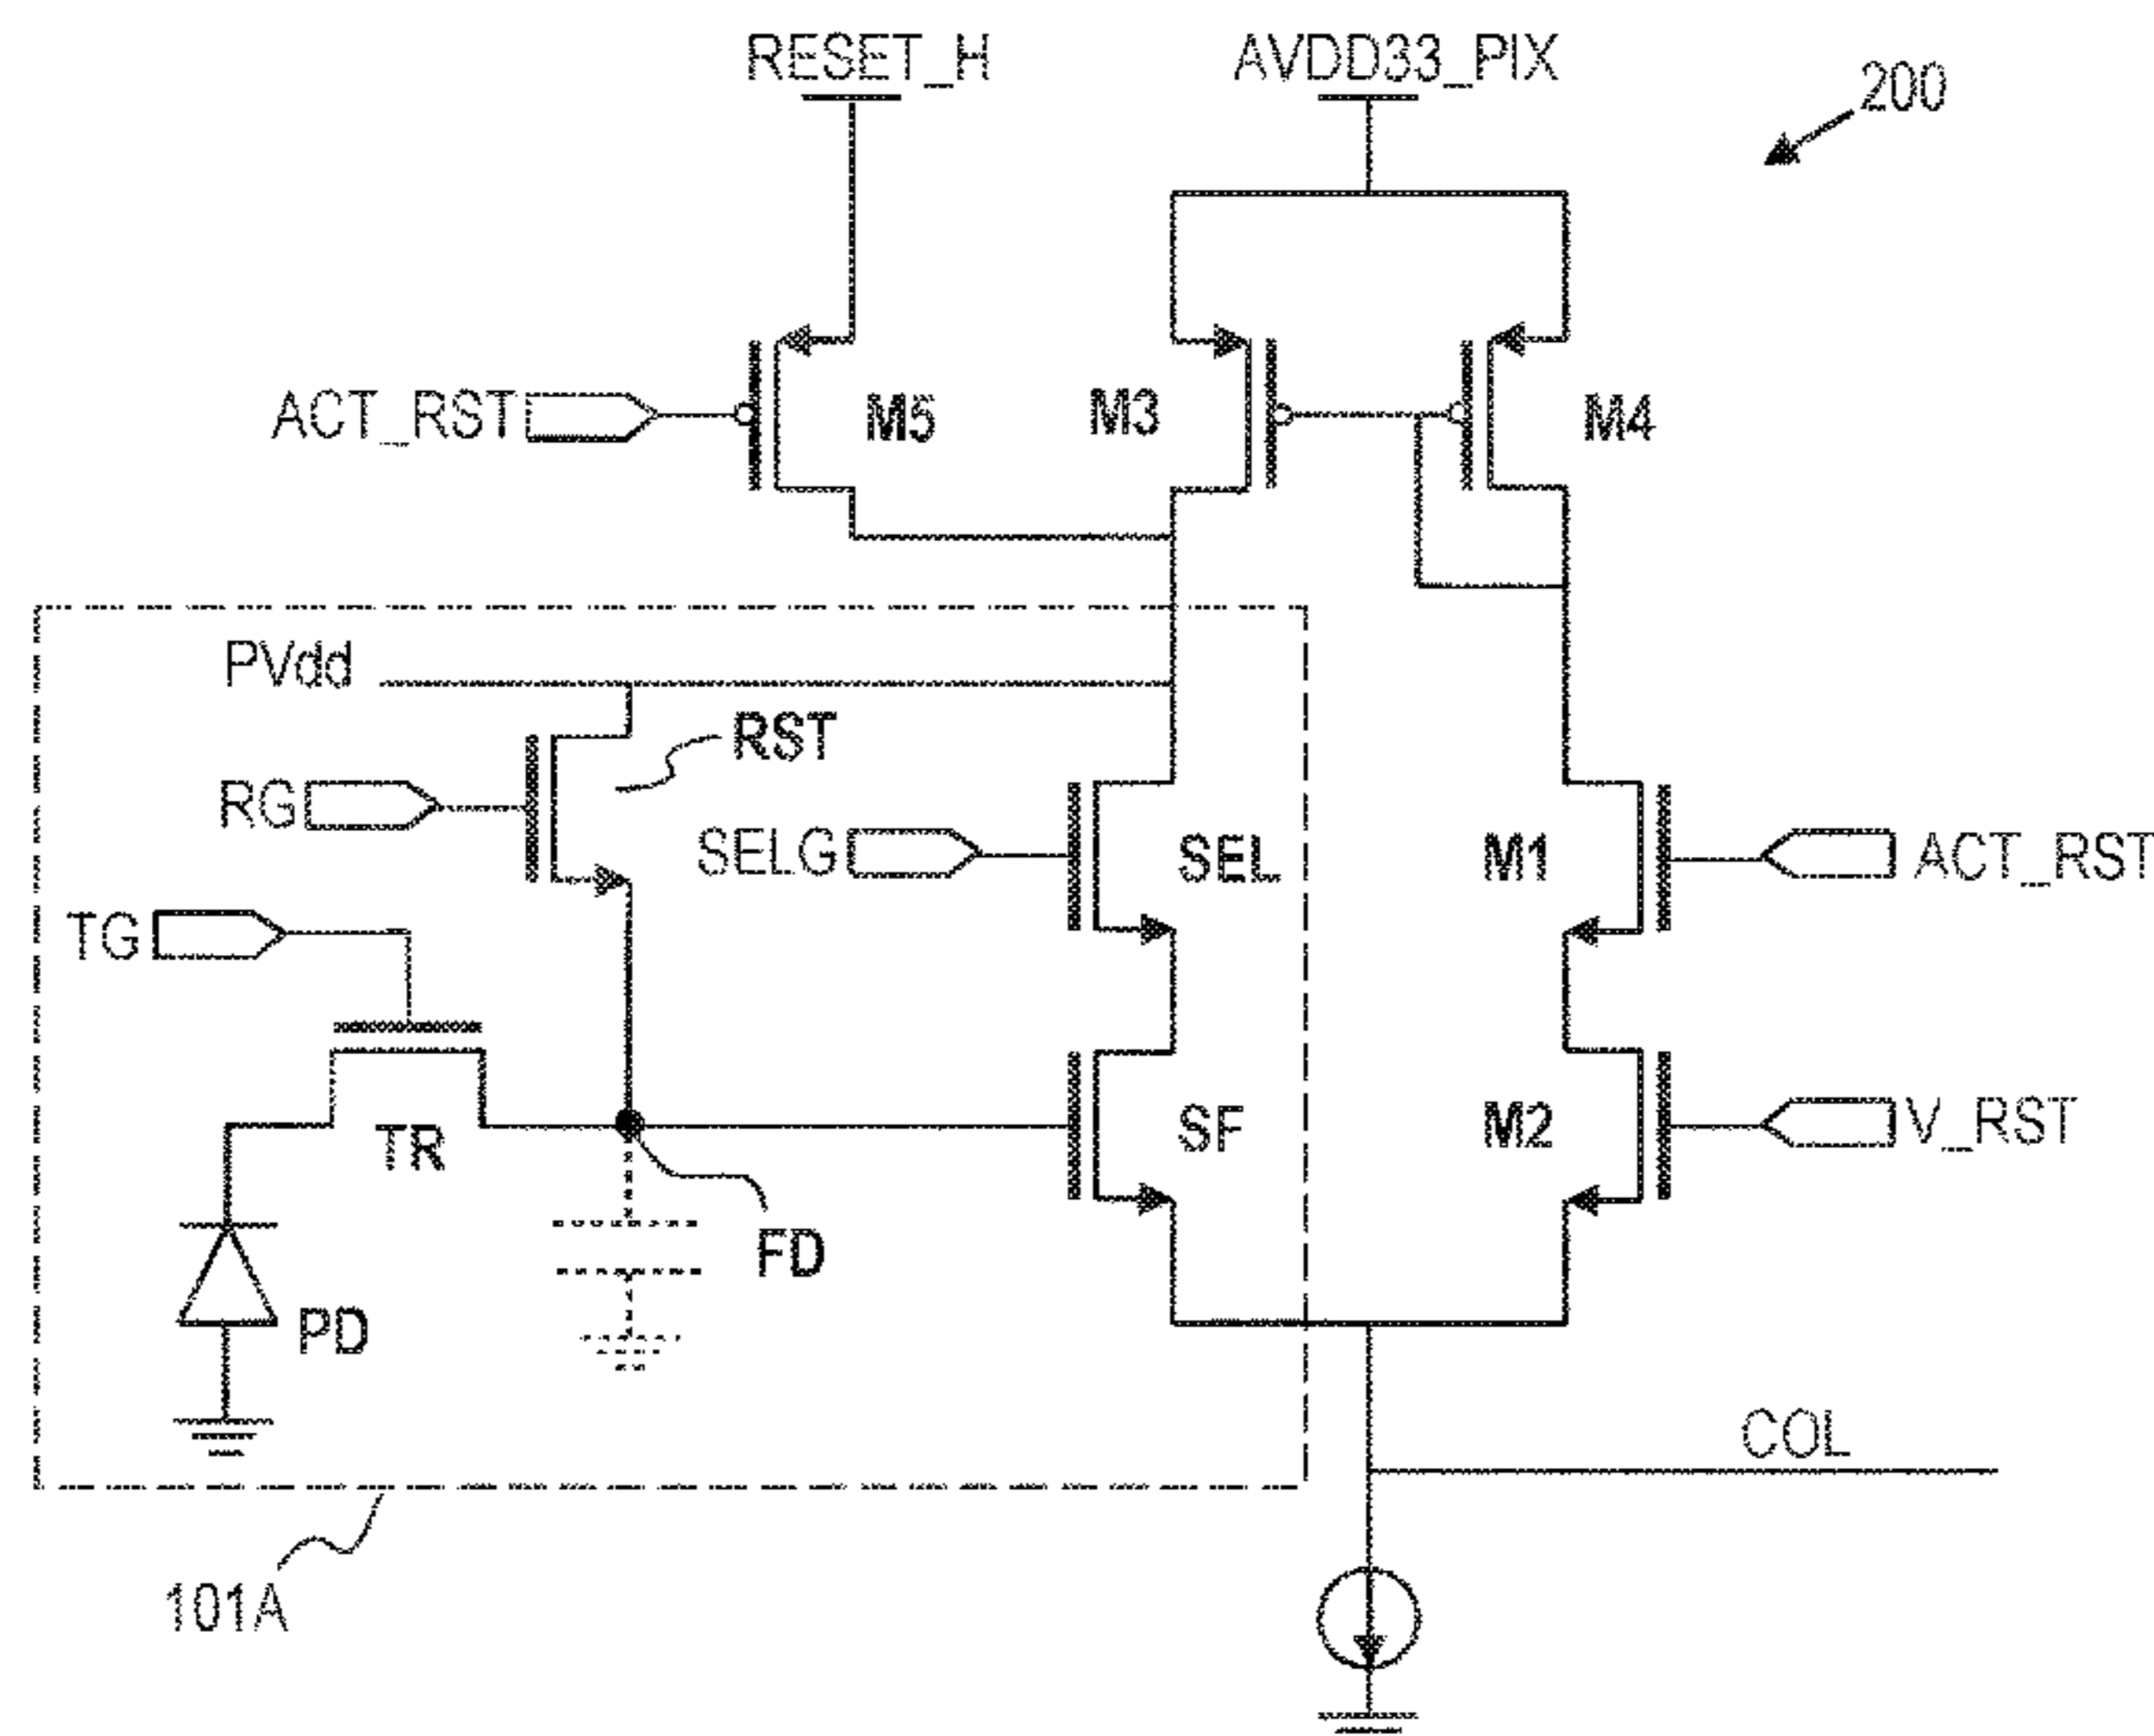 RESET_H
AVDD33_PIX
200
ACT_RST
M5
M3
M4
PVdd
RST
RG
SELG
SEL
M1
ACT_RST
TG
TR
SF
M2
V_RST
FD
PD
COL
101A